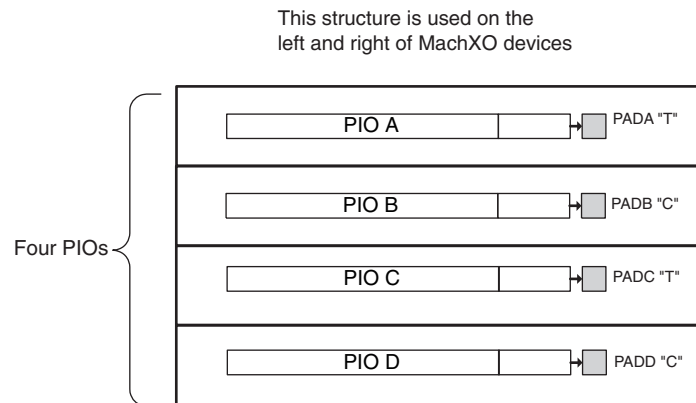 This structure is used on the
left and right of MachXO devices
PIO A
PADA "T"
PIO B
PADB "C"
Four PIOs
PIO C
PADC "T"
PIO D
PADD "C"